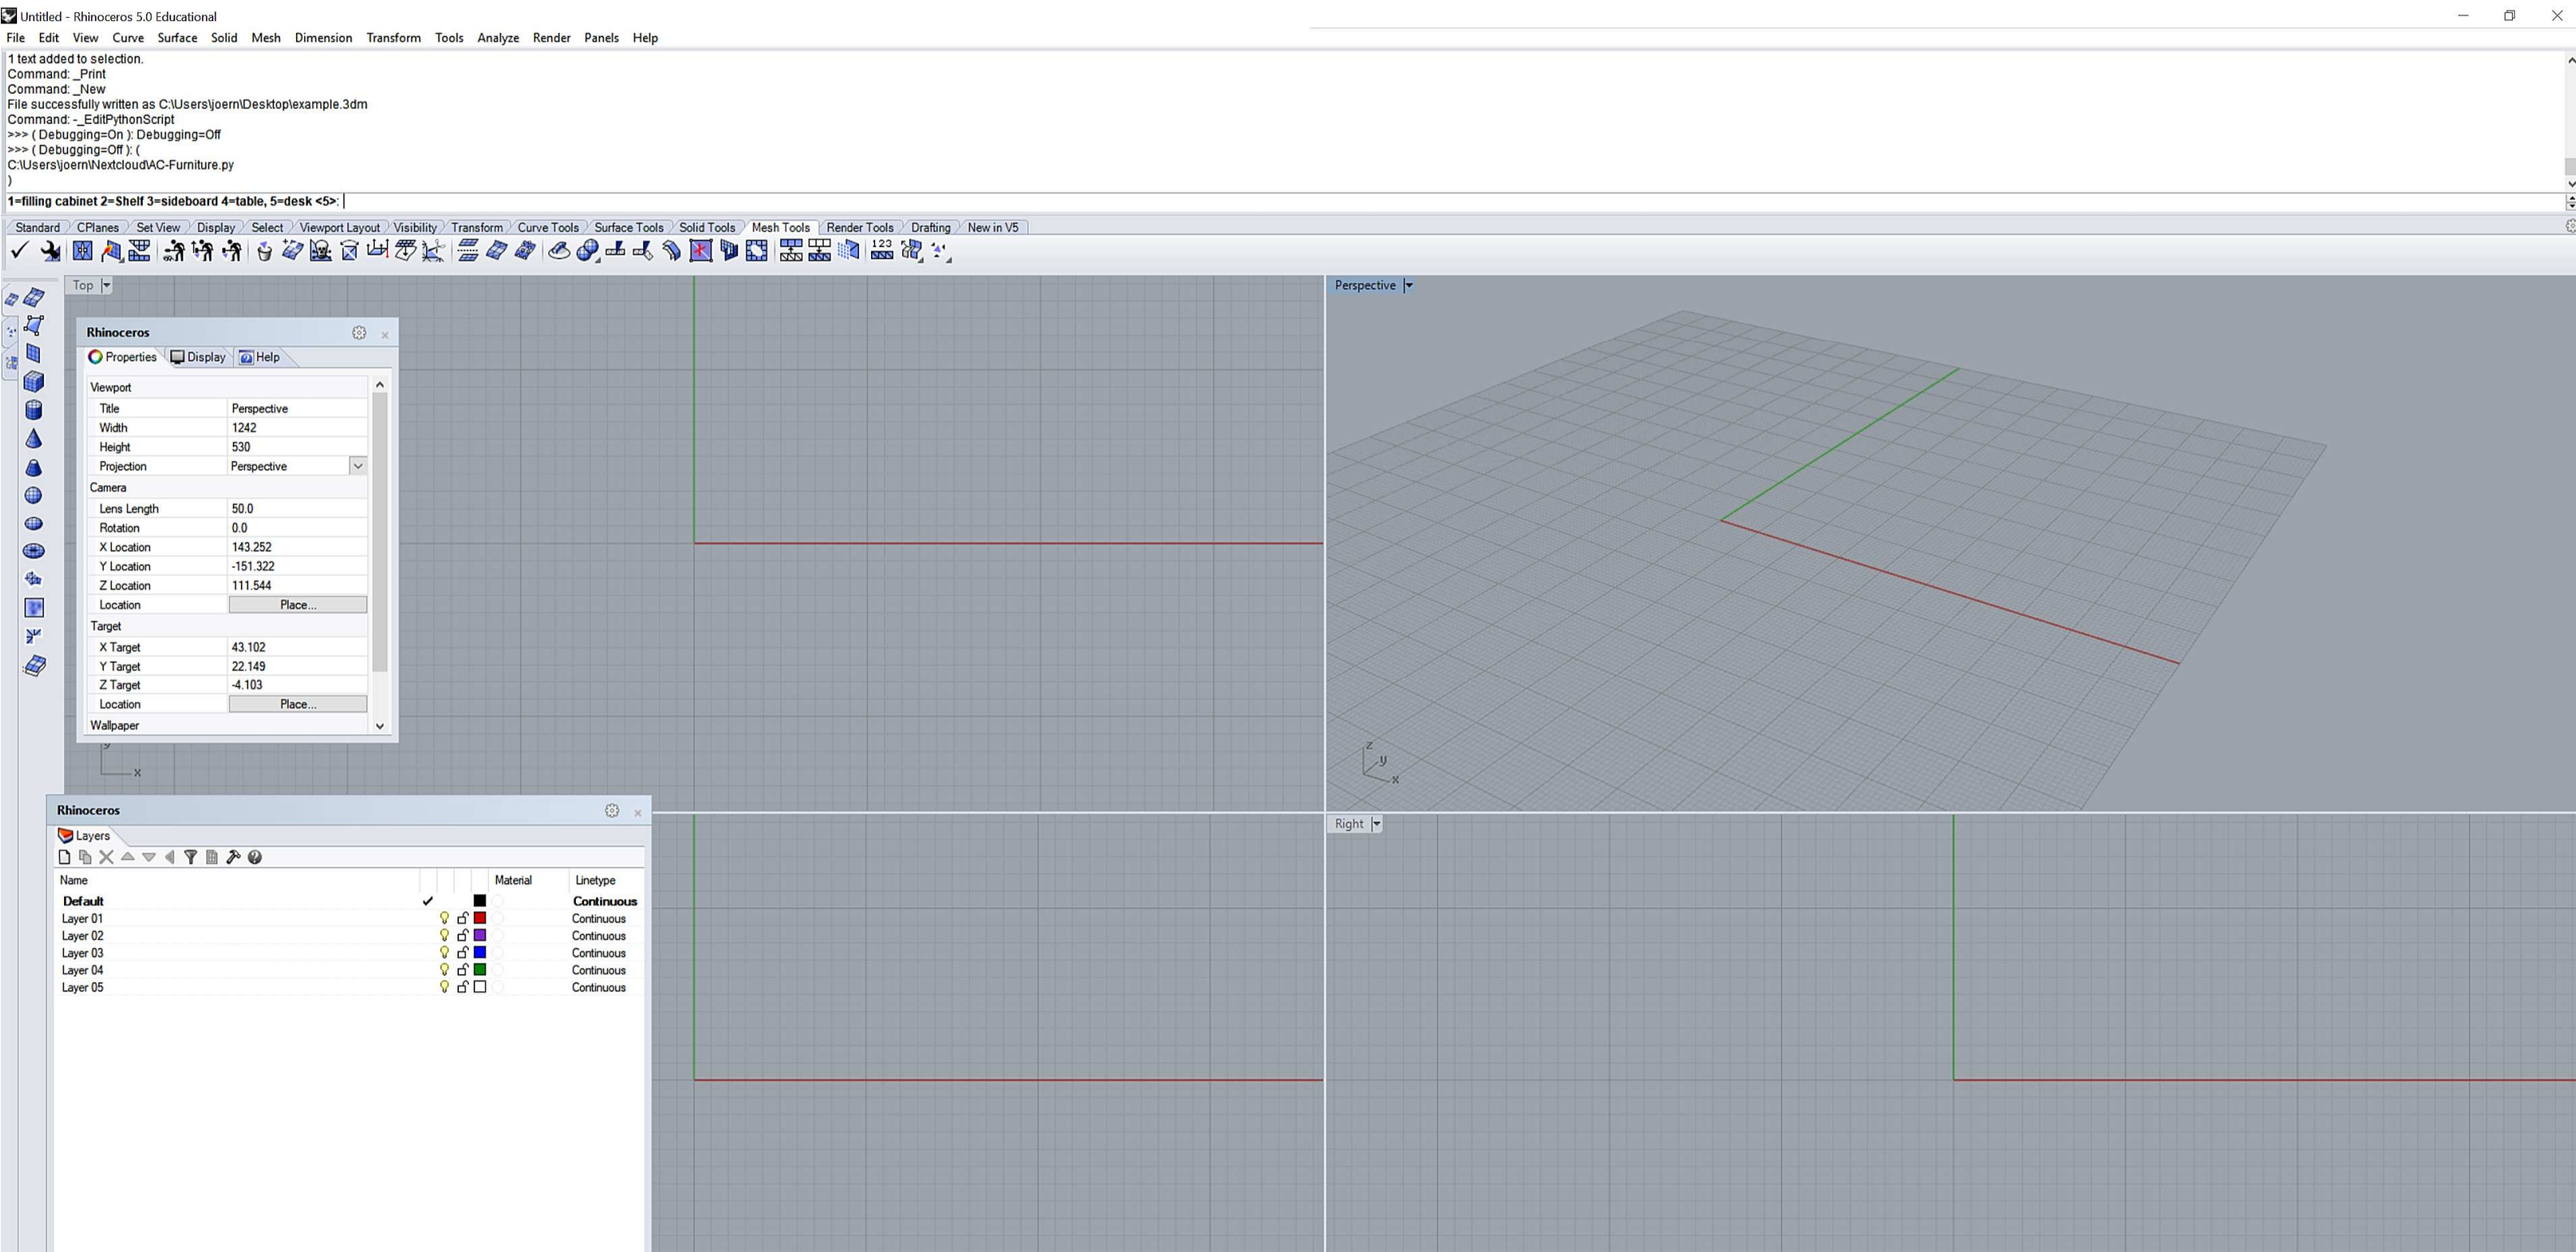 Untitled - Rhinoceros 5.0 Educational
File Edit View Curve Surface Solid Mesh Dimension Transform Tools Analyze Render Panels Help
1 text added to selection.
Command: _Print
Command: _New
File successfully written as C:\Users\joern\Desktop\example.3dm
Command: -_EditPythonScript
>>> ( Debugging=On ): Debugging=Off
>>> ( Debugging=Off ): (
C:\Users\joern\Nextcloud\AC-Furniture.py
)
1=filling cabinet 2=Shelf 3=sideboard 4=table, 5=desk <5>:
Standard CPlanes Set View Display Select Viewport Layout Visibility Transform Curve Tools Surface Tools Solid Tools Mesh Tools Render Tools Drafting New in V5
123
Top
Perspective
Rhinoceros
Properties Display Help
Viewport
Title Perspective
Width 1242
Height 530
Projection Perspective
Camera
Lens Length 50.0
Rotation 0.0
X Location 143.252
Y Location -151.322
Z Location 111.544
Location Place...
Target
X Target 43.102
Y Target 22.149
Z Target -4.103
Location Place...
Wallpaper
y
x
z
y
x
Rhinoceros
Layers
Right
Name Material Linetype
Default Continuous
Layer 01 Continuous
Layer 02 Continuous
Layer 03 Continuous
Layer 04 Continuous
Layer 05 Continuous